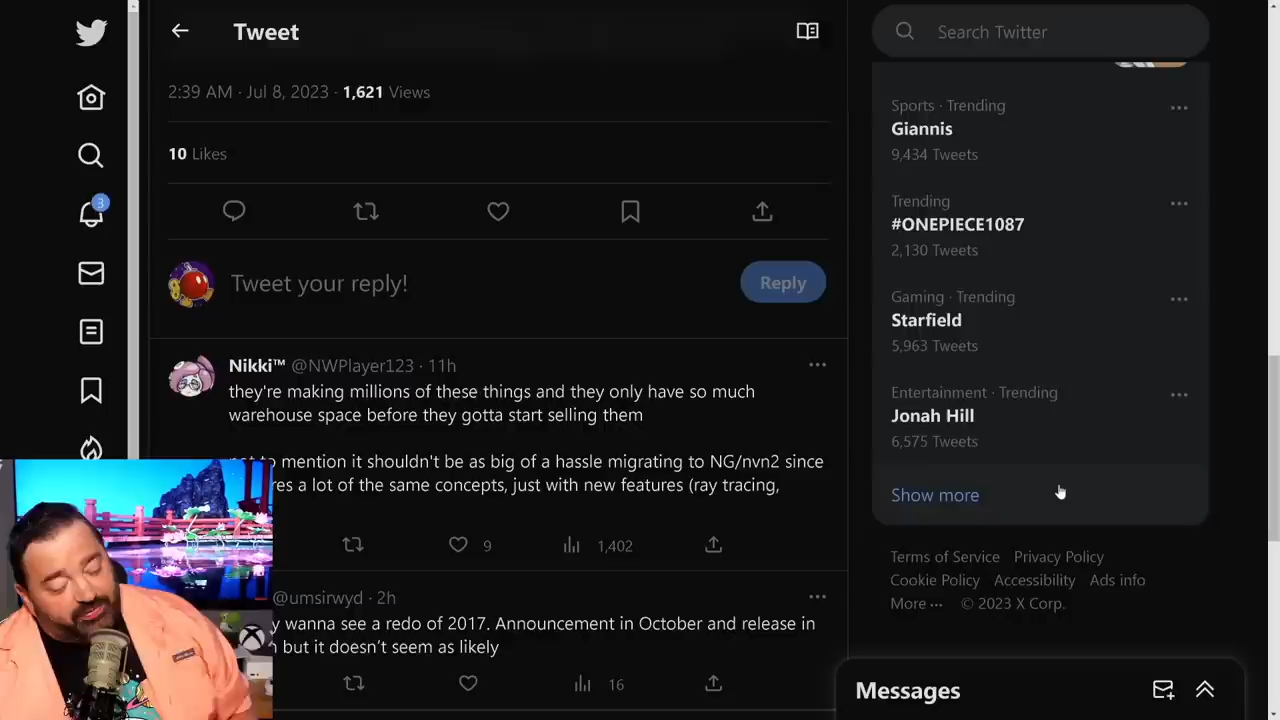 Tweet
Search Twitter
2:39 AM · Jul 8, 2023 · 1,621 Views
10 Likes
Tweet your reply!
Reply
3
Nikki™ @NWPlayer123 · 11h
they're making millions of these things and they only have so much
warehouse space before they gotta start selling them
to mention it shouldn't be as big of a hassle migrating to NG/nvn2 since
a lot of the same concepts, just with new features (ray tracing,
9
1,402
@umsirwyd · 2h
wanna see a redo of 2017. Announcement in October and release in
but it doesn't seem as likely
16
Sports · Trending
Giannis
9,434 Tweets
Trending
#ONEPIECE1087
2,130 Tweets
Gaming · Trending
Starfield
5,963 Tweets
Entertainment · Trending
Jonah Hill
6,575 Tweets
Show more
Terms of Service Privacy Policy
Cookie Policy Accessibility Ads info
More ··· © 2023 X Corp.
Messages